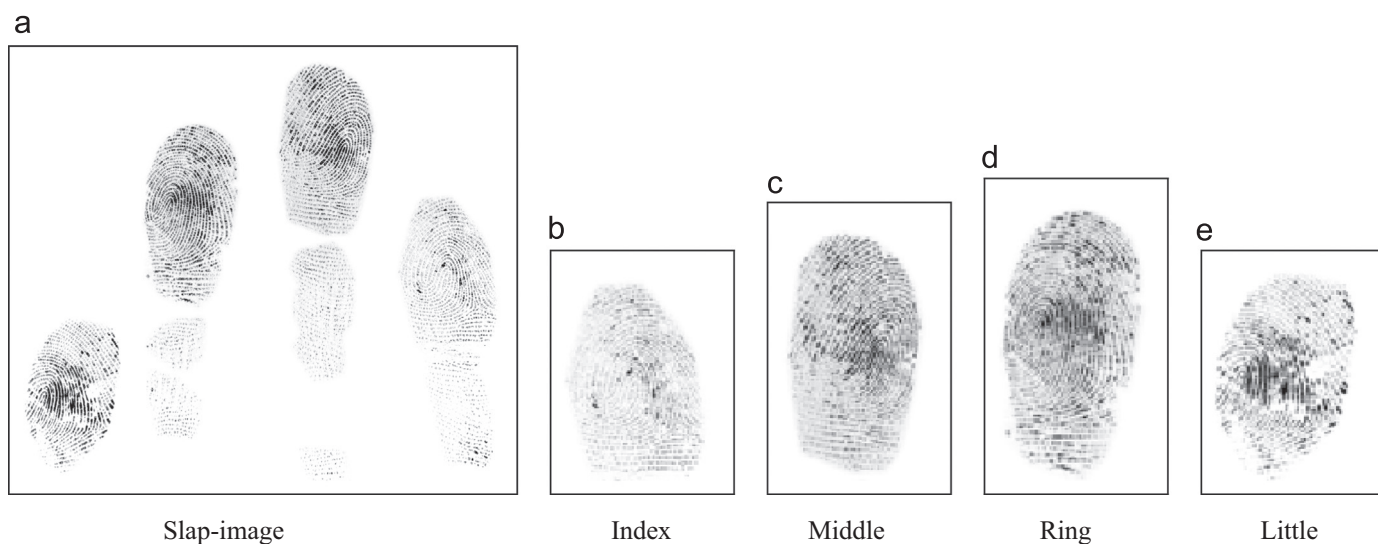 a
b
c
d
e
Slap-image
Index
Middle
Ring
Little